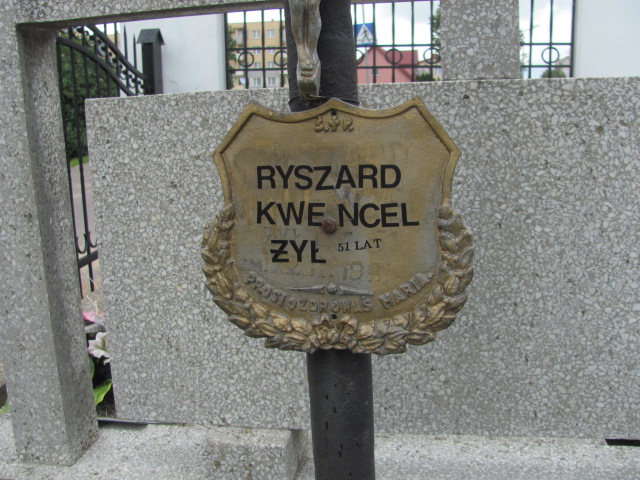 Ś.†P.
RYSZARD
KWENCEL
ŻYŁ 51 LAT
PROSI O ZDROWAŚ MARIA